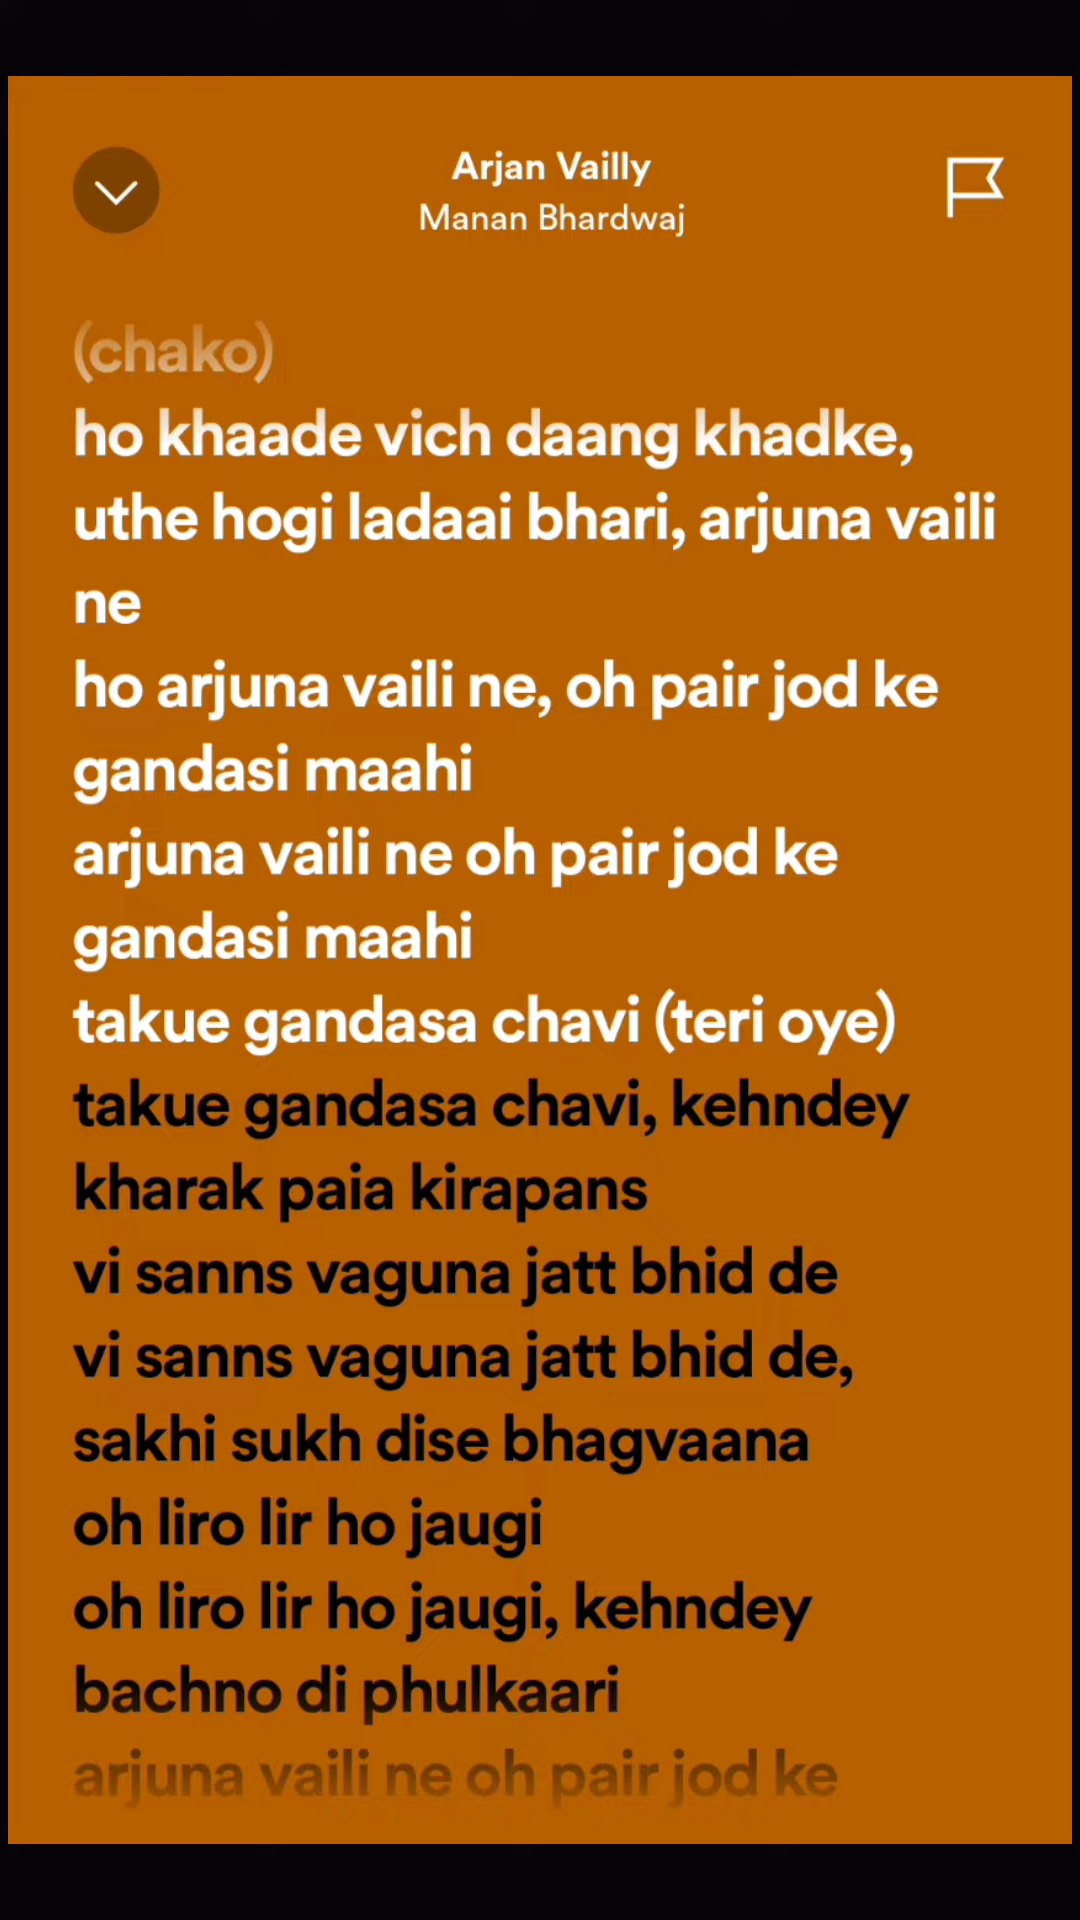 Arjan Vailly
Manan Bhardwaj
(chako)
ho khaade vich daang khadke,
uthe hogi ladaai bhari, arjuna vaili
ne
ho arjuna vaili ne, oh pair jod ke
gandasi maahi
arjuna vaili ne oh pair jod ke
gandasi maahi
takue gandasa chavi (teri oye)
takue gandasa chavi, kehndey
kharak paia kirapans
vi sanns vaguna jatt bhid de
vi sanns vaguna jatt bhid de,
sakhi sukh dise bhagvaana
oh liro lir ho jaugi
oh liro lir ho jaugi, kehndey
bachno di phulkaari
arjuna vaili ne oh pair jod ke